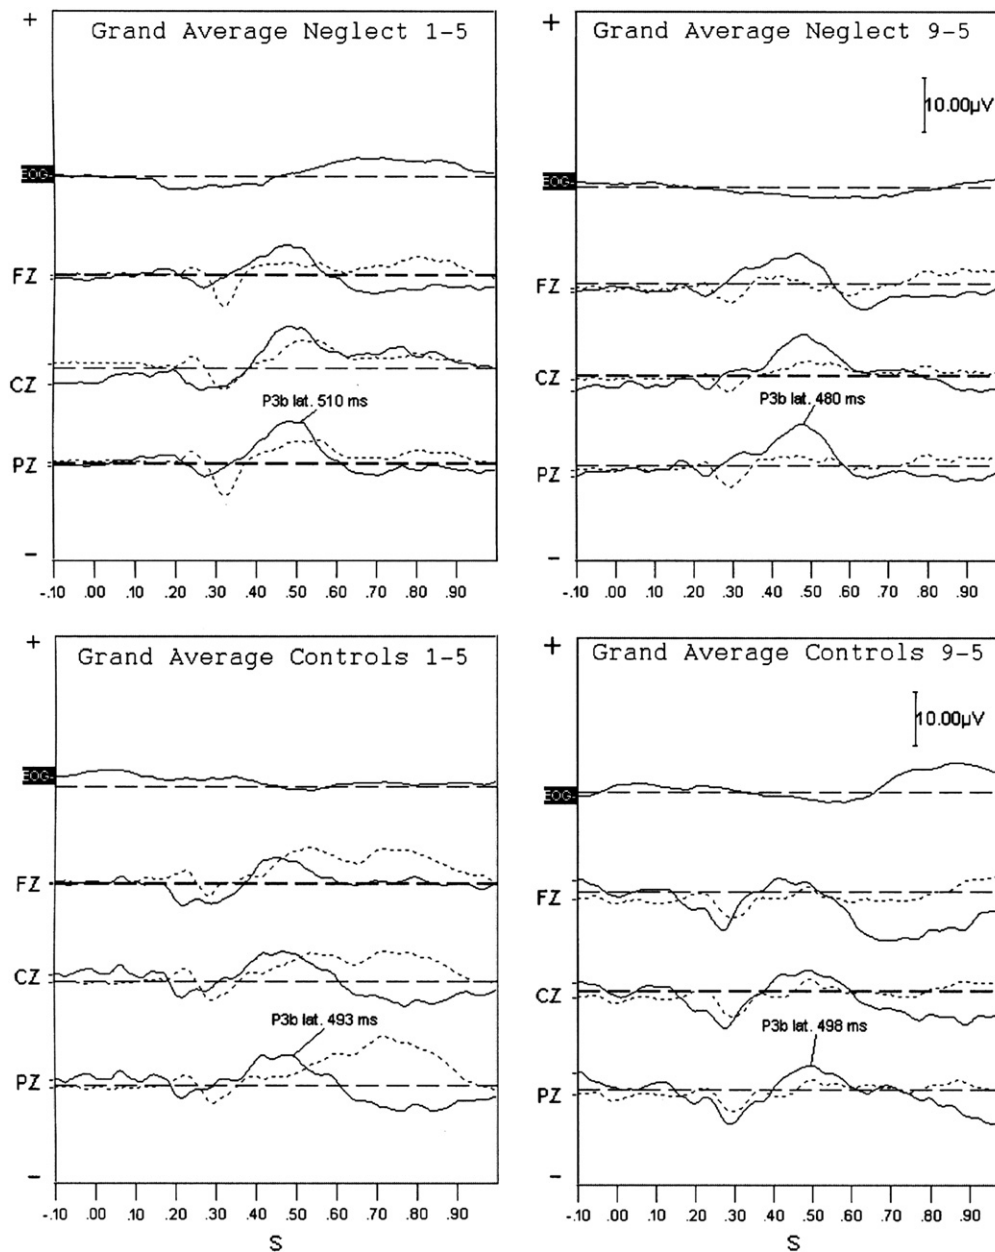 +
Grand Average Neglect 1-5
EOG
FZ
CZ
P3b lat. 510 ms
PZ
−
-.10 .00 .10 .20 .30 .40 .50 .60 .70 .80 .90
+
Grand Average Neglect 9-5
10.00µV
EOG
FZ
CZ
P3b lat. 480 ms
PZ
−
-.10 .00 .10 .20 .30 .40 .50 .60 .70 .80 .90
+
Grand Average Controls 1-5
EOG
FZ
CZ
P3b lat. 493 ms
PZ
−
-.10 .00 .10 .20 .30 .40 .50 .60 .70 .80 .90
S
+
Grand Average Controls 9-5
10.00µV
EOG
FZ
CZ
P3b lat. 498 ms
PZ
−
-.10 .00 .10 .20 .30 .40 .50 .60 .70 .80 .90
S